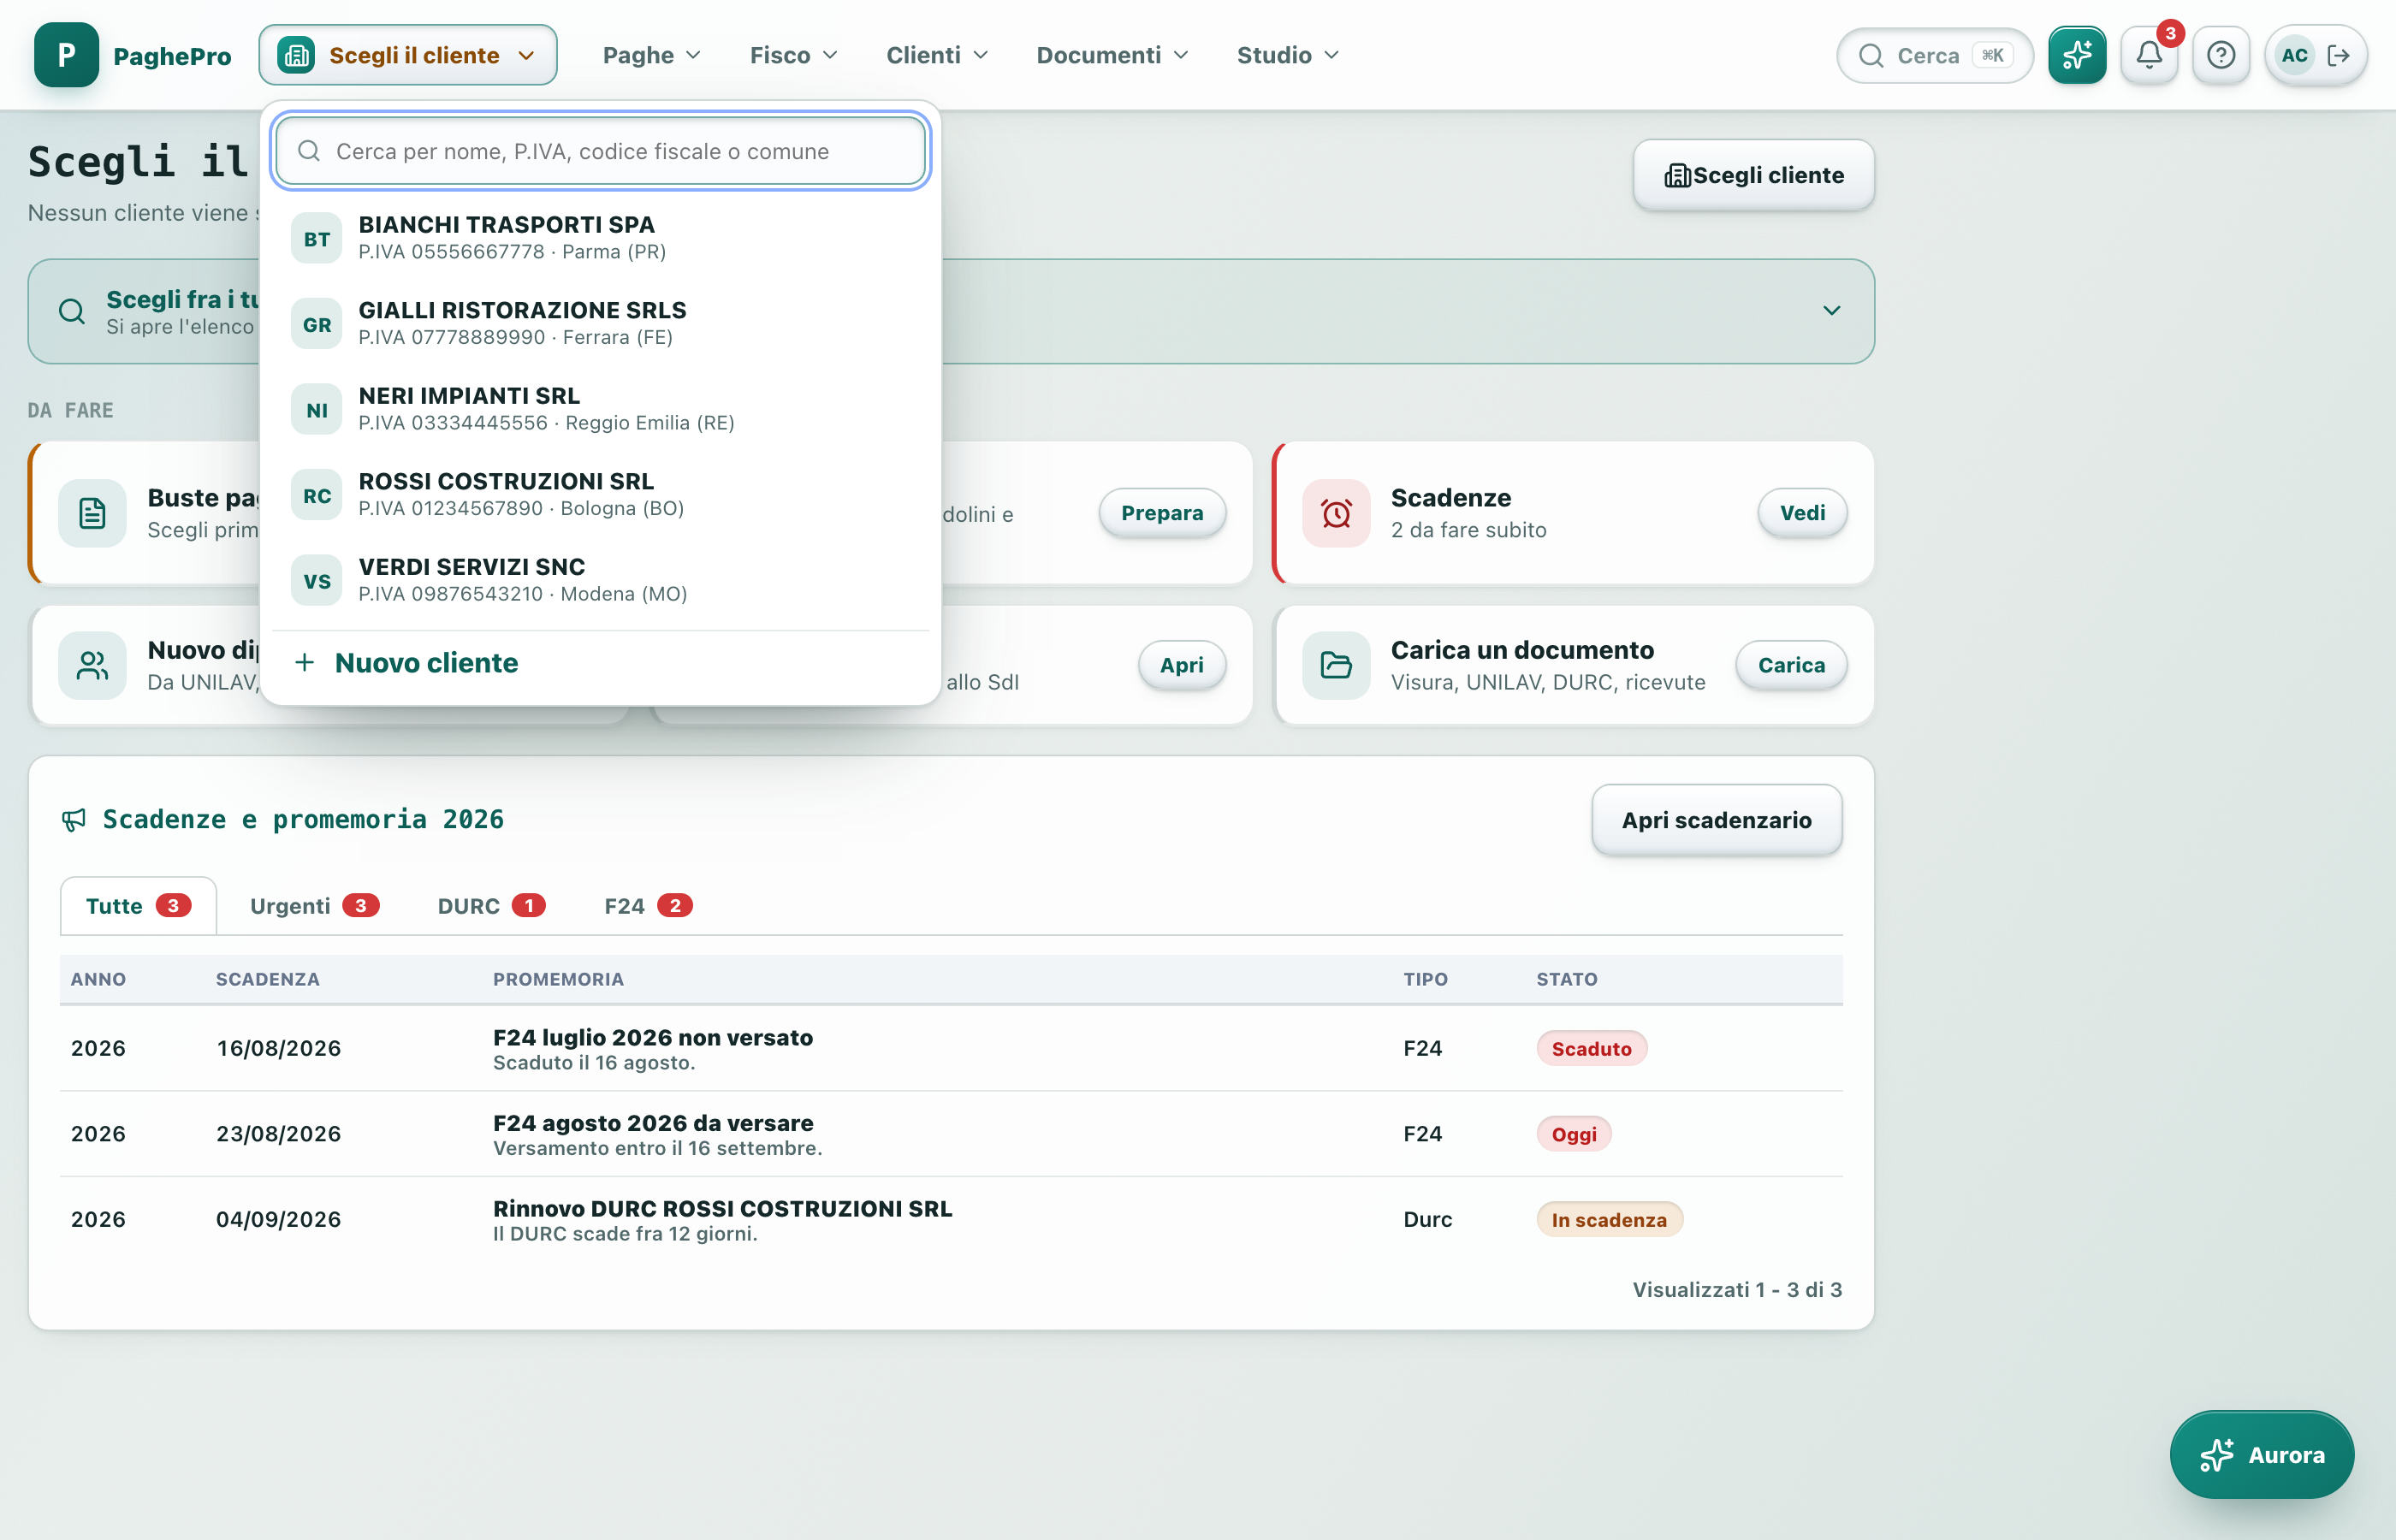 P PaghePro Scegli il cliente Paghe Fisco Clienti Documenti Studio Cerca ⌘K 3 AC
Scegli il
Nessun cliente viene
Scegli cliente
Cerca per nome, P.IVA, codice fiscale o comune
BT BIANCHI TRASPORTI SPA
P.IVA 05556667778 · Parma (PR)
GR GIALLI RISTORAZIONE SRLS
P.IVA 07778889990 · Ferrara (FE)
NI NERI IMPIANTI SRL
P.IVA 03334445556 · Reggio Emilia (RE)
RC ROSSI COSTRUZIONI SRL
P.IVA 01234567890 · Bologna (BO)
VS VERDI SERVIZI SNC
P.IVA 09876543210 · Modena (MO)
Nuovo cliente
Scegli fra i tu
Si apre l'elenco
DA FARE
Buste pag
Scegli prim
dolini e
Prepara
Scadenze
2 da fare subito
Vedi
Nuovo dip
Da UNILAV,
allo SdI
Apri
Carica un documento
Visura, UNILAV, DURC, ricevute
Carica
Scadenze e promemoria 2026
Apri scadenzario
Tutte 3 Urgenti 3 DURC 1 F24 2
ANNO SCADENZA PROMEMORIA TIPO STATO
2026 16/08/2026 F24 luglio 2026 non versato F24 Scaduto
Scaduto il 16 agosto.
2026 23/08/2026 F24 agosto 2026 da versare F24 Oggi
Versamento entro il 16 settembre.
2026 04/09/2026 Rinnovo DURC ROSSI COSTRUZIONI SRL Durc In scadenza
Il DURC scade fra 12 giorni.
Visualizzati 1 - 3 di 3
Aurora